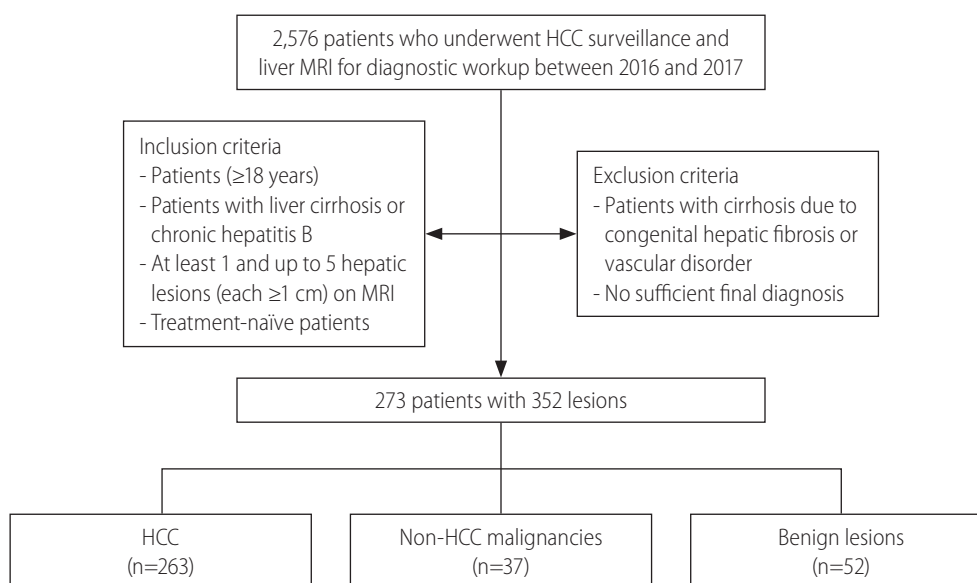 2,576 patients who underwent HCC surveillance and
liver MRI for diagnostic workup between 2016 and 2017
Inclusion criteria
- Patients (≥18 years)
- Patients with liver cirrhosis or
chronic hepatitis B
- At least 1 and up to 5 hepatic
lesions (each ≥1 cm) on MRI
- Treatment-naïve patients
Exclusion criteria
- Patients with cirrhosis due to
congenital hepatic fibrosis or
vascular disorder
- No sufficient final diagnosis
273 patients with 352 lesions
HCC
(n=263)
Non-HCC malignancies
(n=37)
Benign lesions
(n=52)